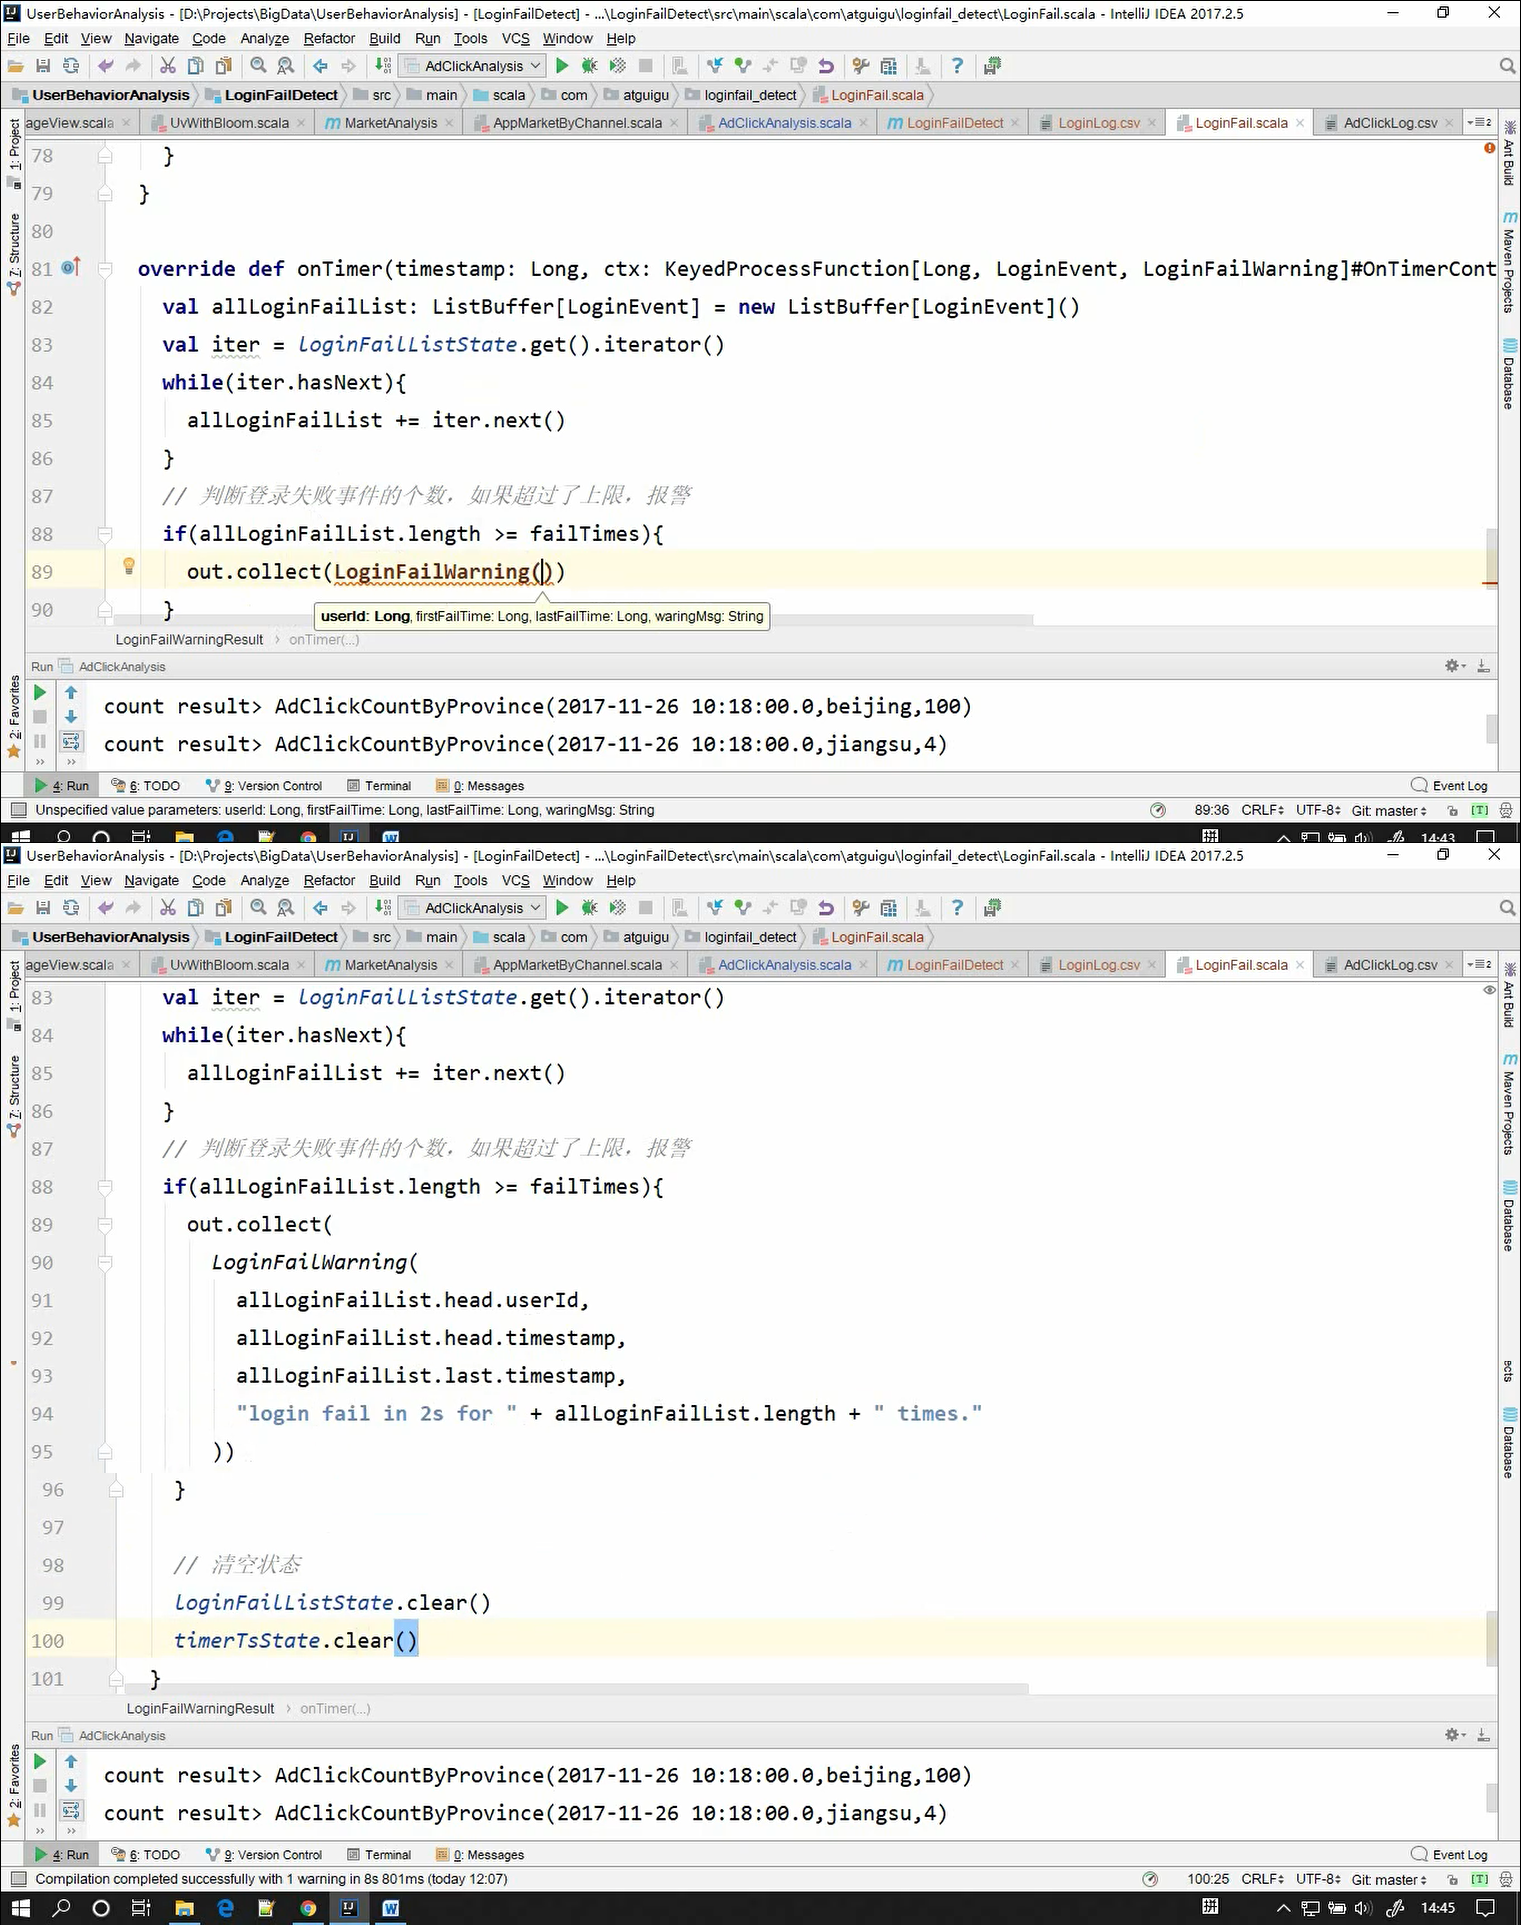 UserBehaviorAnalysis - [D:\Projects\BigData\UserBehaviorAnalysis] - [LoginFailDetect] - ...\LoginFailDetect\src\main\scala\com\atguigu\loginfail_detect\LoginFail.scala - IntelliJ IDEA 2017.2.5
File Edit View Navigate Code Analyze Refactor Build Run Tools VCS Window Help
AdClickAnalysis
UserBehaviorAnalysis LoginFailDetect src main scala com atguigu loginfail_detect LoginFail.scala
ageView.scala UvWithBloom.scala MarketAnalysis AppMarketByChannel.scala AdClickAnalysis.scala LoginFailDetect LoginLog.csv LoginFail.scala AdClickLog.csv
1: Project
7: Structure
2: Favorites
Ant Build
Maven Projects
Database
78 }
79 }
80
81 override def onTimer(timestamp: Long, ctx: KeyedProcessFunction[Long, LoginEvent, LoginFailWarning]#OnTimerCont
82 val allLoginFailList: ListBuffer[LoginEvent] = new ListBuffer[LoginEvent]()
83 val iter = loginFailListState.get().iterator()
84 while(iter.hasNext){
85 allLoginFailList += iter.next()
86 }
87 // 判断登录失败事件的个数，如果超过了上限，报警
88 if(allLoginFailList.length >= failTimes){
89 out.collect(LoginFailWarning())
90 }
userId: Long, firstFailTime: Long, lastFailTime: Long, waringMsg: String
LoginFailWarningResult › onTimer(...)
Run AdClickAnalysis
count result> AdClickCountByProvince(2017-11-26 10:18:00.0,beijing,100)
count result> AdClickCountByProvince(2017-11-26 10:18:00.0,jiangsu,4)
4: Run 6: TODO 9: Version Control Terminal 0: Messages Event Log
Unspecified value parameters: userId: Long, firstFailTime: Long, lastFailTime: Long, waringMsg: String 89:36 CRLF UTF-8 Git: master [T]
14:43
UserBehaviorAnalysis - [D:\Projects\BigData\UserBehaviorAnalysis] - [LoginFailDetect] - ...\LoginFailDetect\src\main\scala\com\atguigu\loginfail_detect\LoginFail.scala - IntelliJ IDEA 2017.2.5
File Edit View Navigate Code Analyze Refactor Build Run Tools VCS Window Help
AdClickAnalysis
UserBehaviorAnalysis LoginFailDetect src main scala com atguigu loginfail_detect LoginFail.scala
ageView.scala UvWithBloom.scala MarketAnalysis AppMarketByChannel.scala AdClickAnalysis.scala LoginFailDetect LoginLog.csv LoginFail.scala AdClickLog.csv
1: Project
7: Structure
2: Favorites
Ant Build
Maven Projects
Database
ects
Database
83 val iter = loginFailListState.get().iterator()
84 while(iter.hasNext){
85 allLoginFailList += iter.next()
86 }
87 // 判断登录失败事件的个数，如果超过了上限，报警
88 if(allLoginFailList.length >= failTimes){
89 out.collect(
90 LoginFailWarning(
91 allLoginFailList.head.userId,
92 allLoginFailList.head.timestamp,
93 allLoginFailList.last.timestamp,
94 "login fail in 2s for " + allLoginFailList.length + " times."
95 ))
96 }
97
98 // 清空状态
99 loginFailListState.clear()
100 timerTsState.clear()
101 }
LoginFailWarningResult › onTimer(...)
Run AdClickAnalysis
count result> AdClickCountByProvince(2017-11-26 10:18:00.0,beijing,100)
count result> AdClickCountByProvince(2017-11-26 10:18:00.0,jiangsu,4)
4: Run 6: TODO 9: Version Control Terminal 0: Messages Event Log
Compilation completed successfully with 1 warning in 8s 801ms (today 12:07) 100:25 CRLF UTF-8 Git: master [T]
14:45